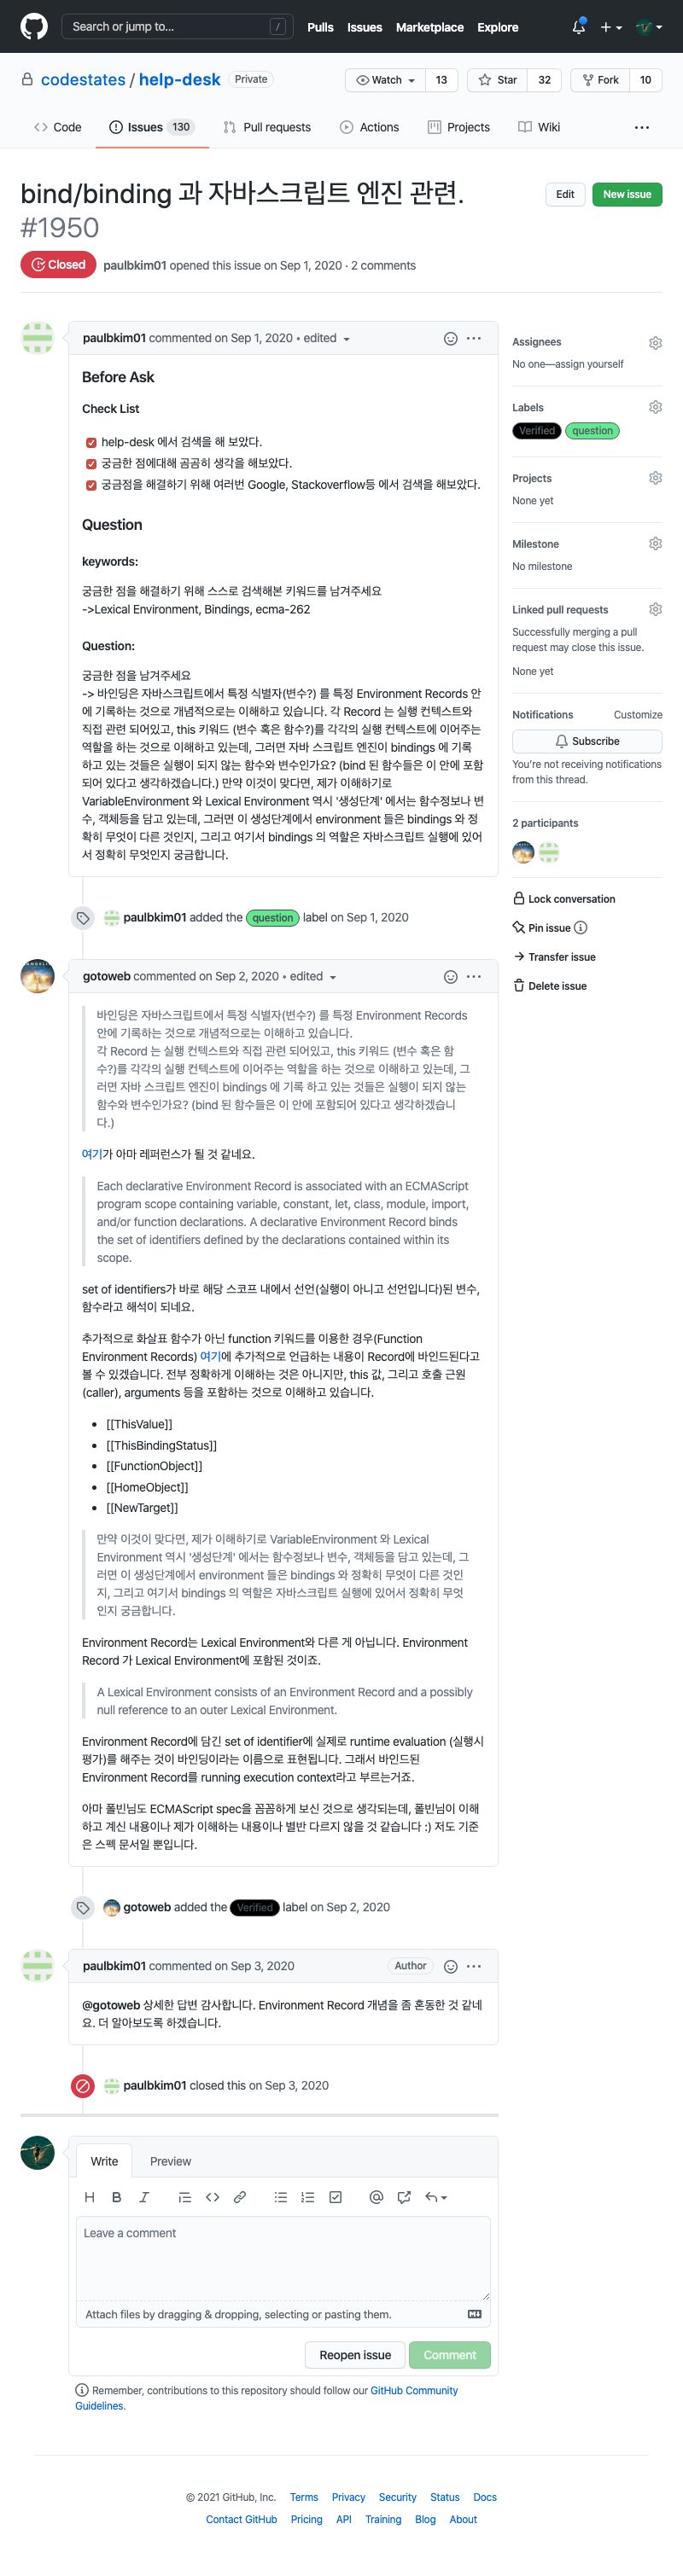 Search or jump to...
/
Pulls Issues Marketplace Explore
codestates / help-desk Private
Watch 13 Star 32 Fork 10
Code Issues 130 Pull requests Actions Projects Wiki
bind/binding 과 자바스크립트 엔진 관련.
#1950
Edit New issue
Closed paulbkim01 opened this issue on Sep 1, 2020 · 2 comments
paulbkim01 commented on Sep 1, 2020 • edited
Before Ask
Check List
help-desk 에서 검색을 해 보았다.
궁금한 점에대해 곰곰히 생각을 해보았다.
궁금점을 해결하기 위해 여러번 Google, Stackoverflow등 에서 검색을 해보았다.
Question
keywords:
궁금한 점을 해결하기 위해 스스로 검색해본 키워드를 남겨주세요
->Lexical Environment, Bindings, ecma-262
Question:
궁금한 점을 남겨주세요
-> 바인딩은 자바스크립트에서 특정 식별자(변수?) 를 특정 Environment Records 안
에 기록하는 것으로 개념적으로는 이해하고 있습니다. 각 Record 는 실행 컨텍스트와
직접 관련 되어있고, this 키워드 (변수 혹은 함수?)를 각각의 실행 컨텍스트에 이어주는
역할을 하는 것으로 이해하고 있는데, 그러면 자바 스크립트 엔진이 bindings 에 기록
하고 있는 것들은 실행이 되지 않는 함수와 변수인가요? (bind 된 함수들은 이 안에 포함
되어 있다고 생각하겠습니다.) 만약 이것이 맞다면, 제가 이해하기로
VariableEnvironment 와 Lexical Environment 역시 '생성단계' 에서는 함수정보나 변
수, 객체등을 담고 있는데, 그러면 이 생성단계에서 environment 들은 bindings 와 정
확히 무엇이 다른 것인지, 그리고 여기서 bindings 의 역할은 자바스크립트 실행에 있어
서 정확히 무엇인지 궁금합니다.
paulbkim01 added the question label on Sep 1, 2020
gotoweb commented on Sep 2, 2020 • edited
바인딩은 자바스크립트에서 특정 식별자(변수?) 를 특정 Environment Records
안에 기록하는 것으로 개념적으로는 이해하고 있습니다.
각 Record 는 실행 컨텍스트와 직접 관련 되어있고, this 키워드 (변수 혹은 함
수?)를 각각의 실행 컨텍스트에 이어주는 역할을 하는 것으로 이해하고 있는데, 그
러면 자바 스크립트 엔진이 bindings 에 기록 하고 있는 것들은 실행이 되지 않는
함수와 변수인가요? (bind 된 함수들은 이 안에 포함되어 있다고 생각하겠습니
다.)
여기가 아마 레퍼런스가 될 것 같네요.
Each declarative Environment Record is associated with an ECMAScript
program scope containing variable, constant, let, class, module, import,
and/or function declarations. A declarative Environment Record binds
the set of identifiers defined by the declarations contained within its
scope.
set of identifiers가 바로 해당 스코프 내에서 선언(실행이 아니고 선언입니다)된 변수,
함수라고 해석이 되네요.
추가적으로 화살표 함수가 아닌 function 키워드를 이용한 경우(Function
Environment Records) 여기에 추가적으로 언급하는 내용이 Record에 바인드된다고
볼 수 있겠습니다. 전부 정확하게 이해하는 것은 아니지만, this 값, 그리고 호출 근원
(caller), arguments 등을 포함하는 것으로 이해하고 있습니다.
• [[ThisValue]]
• [[ThisBindingStatus]]
• [[FunctionObject]]
• [[HomeObject]]
• [[NewTarget]]
만약 이것이 맞다면, 제가 이해하기로 VariableEnvironment 와 Lexical
Environment 역시 '생성단계' 에서는 함수정보나 변수, 객체등을 담고 있는데, 그
러면 이 생성단계에서 environment 들은 bindings 와 정확히 무엇이 다른 것인
지, 그리고 여기서 bindings 의 역할은 자바스크립트 실행에 있어서 정확히 무엇
인지 궁금합니다.
Environment Record는 Lexical Environment와 다른 게 아닙니다. Environment
Record 가 Lexical Environment에 포함된 것이죠.
A Lexical Environment consists of an Environment Record and a possibly
null reference to an outer Lexical Environment.
Environment Record에 담긴 set of identifier에 실제로 runtime evaluation (실행시
평가)를 해주는 것이 바인딩이라는 이름으로 표현됩니다. 그래서 바인드된
Environment Record를 running execution context라고 부르는거죠.
아마 폴빈님도 ECMAScript spec을 꼼꼼하게 보신 것으로 생각되는데, 폴빈님이 이해
하고 계신 내용이나 제가 이해하는 내용이나 별반 다르지 않을 것 같습니다 :) 저도 기준
은 스펙 문서일 뿐입니다.
gotoweb added the Verified label on Sep 2, 2020
paulbkim01 commented on Sep 3, 2020 Author
@gotoweb 상세한 답변 감사합니다. Environment Record 개념을 좀 혼동한 것 같네
요. 더 알아보도록 하겠습니다.
paulbkim01 closed this on Sep 3, 2020
Write Preview
H B I
Leave a comment
Attach files by dragging & dropping, selecting or pasting them.
Reopen issue Comment
Remember, contributions to this repository should follow our GitHub Community
Guidelines.
Assignees
No one—assign yourself
Labels
Verified question
Projects
None yet
Milestone
No milestone
Linked pull requests
Successfully merging a pull
request may close this issue.
None yet
Notifications Customize
Subscribe
You're not receiving notifications
from this thread.
2 participants
Lock conversation
Pin issue
Transfer issue
Delete issue
© 2021 GitHub, Inc. Terms Privacy Security Status Docs
Contact GitHub Pricing API Training Blog About